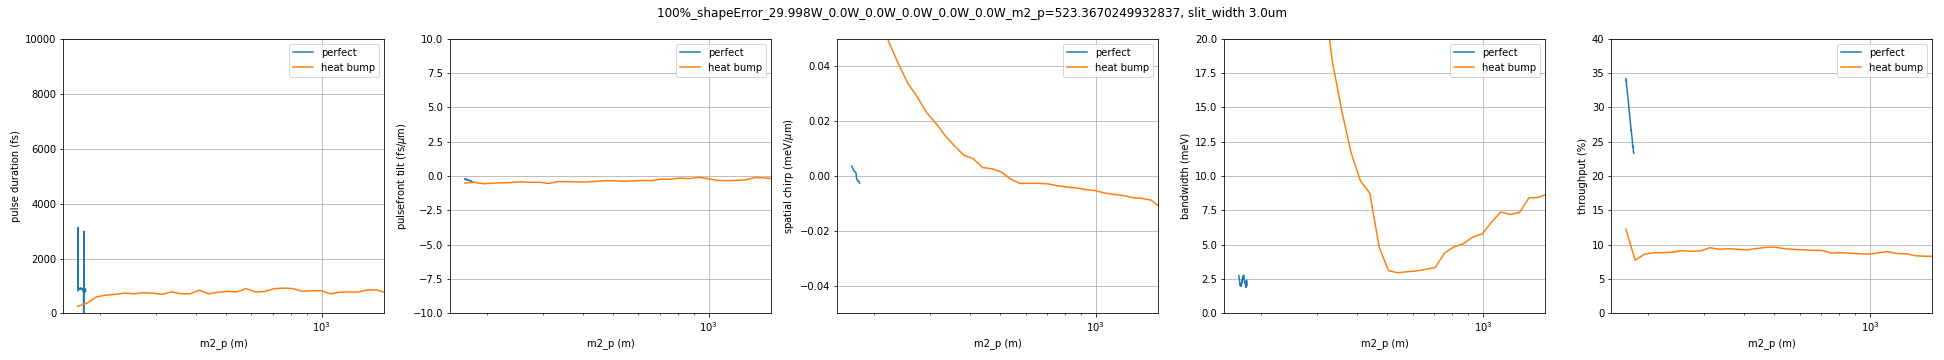 100%_shapeError_29.998W_0.0W_0.0W_0.0W_0.0W_0.0W_m2_p=523.3670249932837, slit_width 3.0um
pulse duration (fs)
10000
8000
6000
4000
2000
0
perfect
heat bump
10³
m2_p (m)
pulsefront tilt (fs/μm)
10.0
7.5
5.0
2.5
0.0
−2.5
−5.0
−7.5
−10.0
perfect
heat bump
10³
m2_p (m)
spatial chirp (meV/μm)
0.04
0.02
0.00
−0.02
−0.04
perfect
heat bump
10³
m2_p (m)
bandwidth (meV)
20.0
17.5
15.0
12.5
10.0
7.5
5.0
2.5
0.0
perfect
heat bump
10³
m2_p (m)
throughput (%)
40
35
30
25
20
15
10
5
0
perfect
heat bump
10³
m2_p (m)